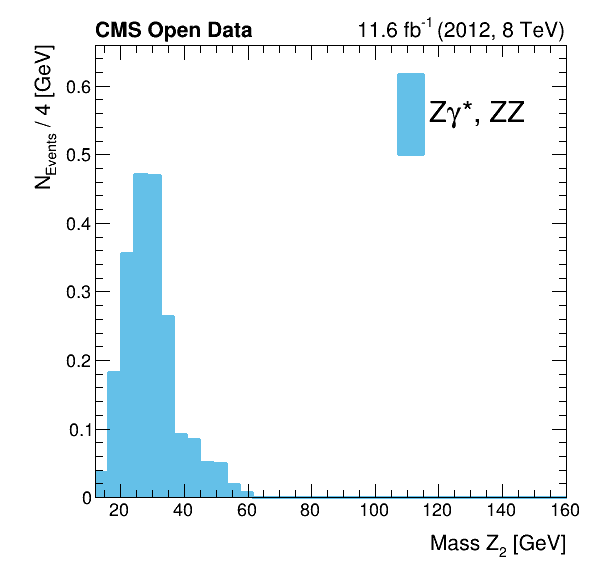 CMS Open Data 11.6 fb⁻¹ (2012, 8 TeV)
N_Events / 4 [GeV]
Zγ*, ZZ
0.6
0.5
0.4
0.3
0.2
0.1
0
20 40 60 80 100 120 140 160
Mass Z₂ [GeV]